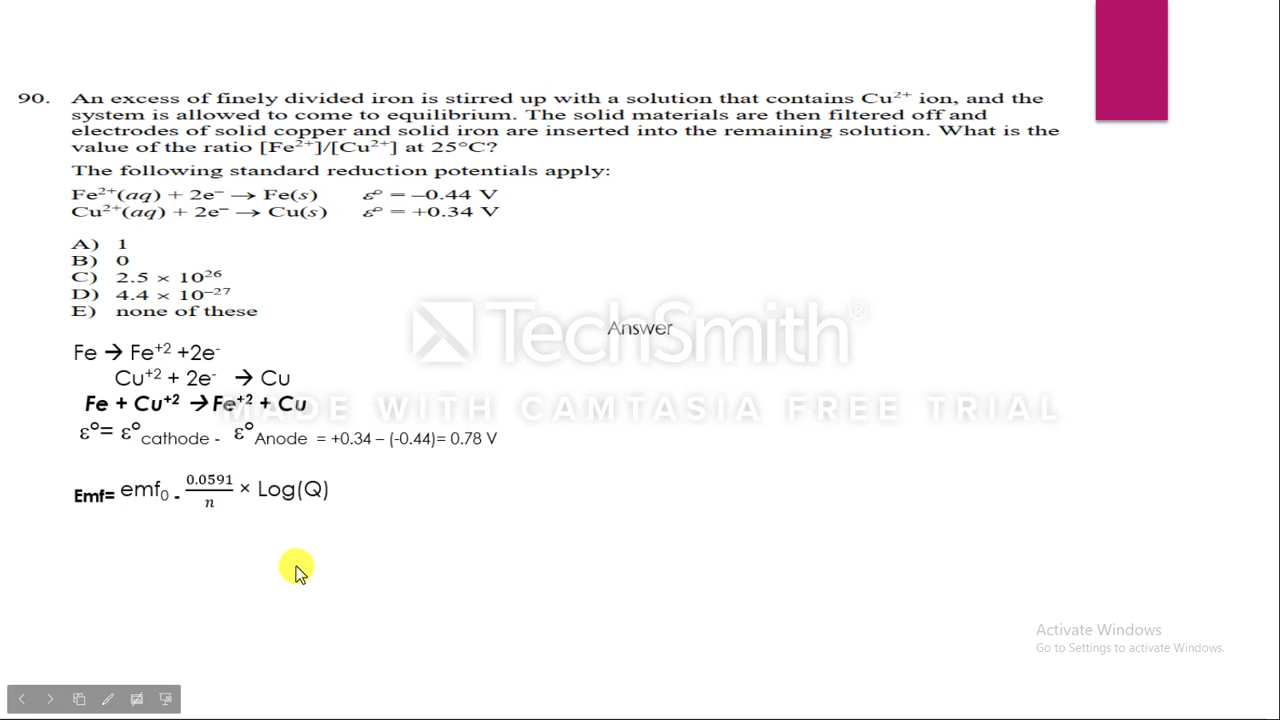 90. An excess of finely divided iron is stirred up with a solution that contains Cu²⁺ ion, and the
system is allowed to come to equilibrium. The solid materials are then filtered off and
electrodes of solid copper and solid iron are inserted into the remaining solution. What is the
value of the ratio [Fe²⁺]/[Cu²⁺] at 25°C?
The following standard reduction potentials apply:
Fe²⁺(aq) + 2e⁻ → Fe(s) ℰ° = –0.44 V
Cu²⁺(aq) + 2e⁻ → Cu(s) ℰ° = +0.34 V
A) 1
B) 0
C) 2.5 × 10²⁶
D) 4.4 × 10⁻²⁷
E) none of these
Answer
TechSmith®
MADE WITH CAMTASIA FREE TRIAL
Fe → Fe⁺² +2e⁻
Cu⁺² + 2e⁻ → Cu
Fe + Cu⁺² → Fe⁺² + Cu
ε°= ε°cathode - ε°Anode = +0.34 – (-0.44)= 0.78 V
Emf= emf₀ - 0.0591/n × Log(Q)
Activate Windows
Go to Settings to activate Windows.